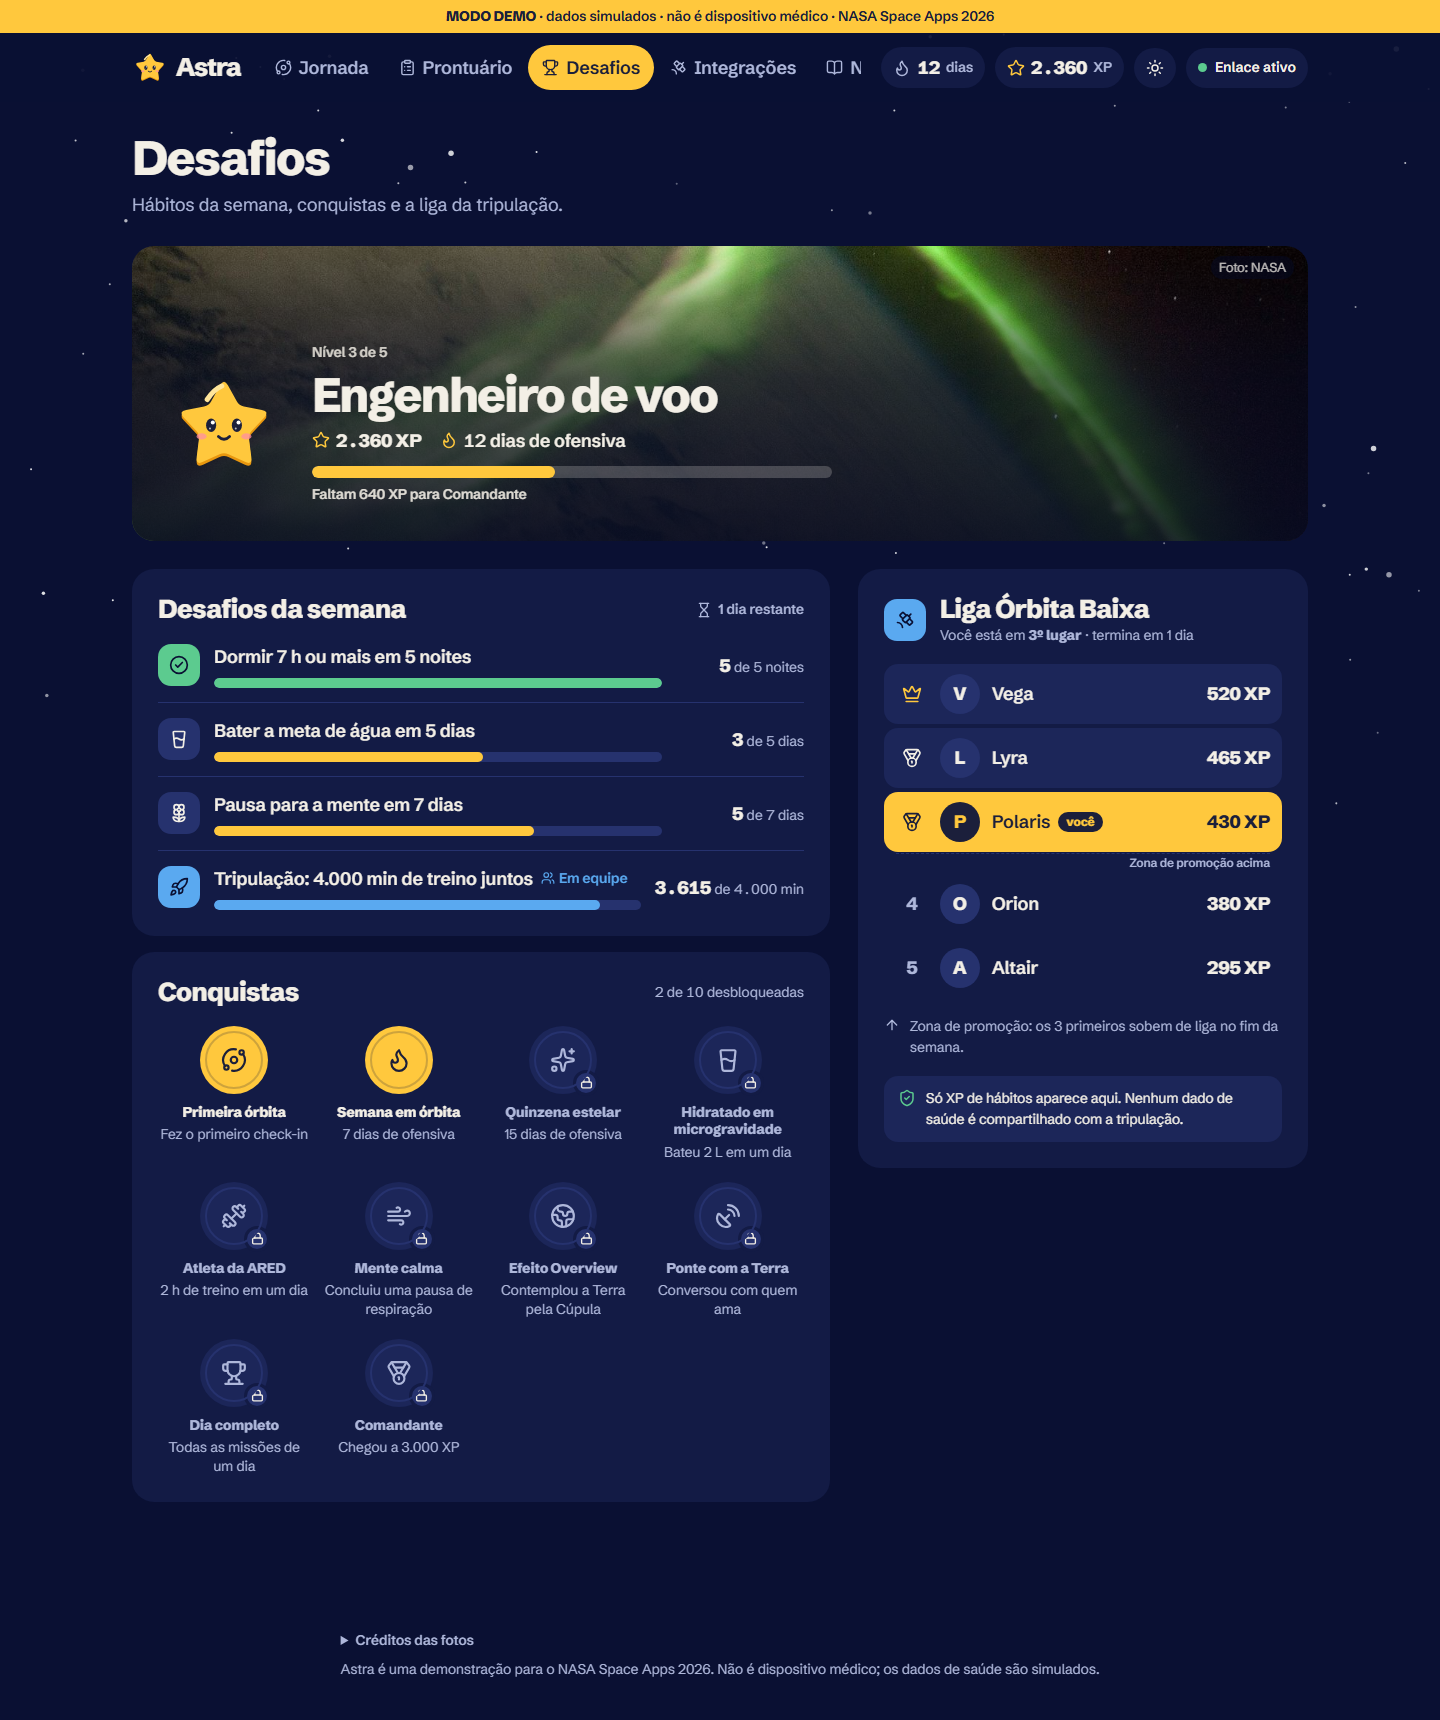 MODO DEMO · dados simulados · não é dispositivo médico · NASA Space Apps 2026
Astra
Jornada
Prontuário
Desafios
Integrações
N
12 dias
2.360 XP
Enlace ativo
Desafios
Hábitos da semana, conquistas e a liga da tripulação.
Foto: NASA
Nível 3 de 5
Engenheiro de voo
2.360 XP
12 dias de ofensiva
Faltam 640 XP para Comandante
Desafios da semana
1 dia restante
Dormir 7 h ou mais em 5 noites
5 de 5 noites
Bater a meta de água em 5 dias
3 de 5 dias
Pausa para a mente em 7 dias
5 de 7 dias
Tripulação: 4.000 min de treino juntos
Em equipe
3.615 de 4.000 min
Liga Órbita Baixa
Você está em 3º lugar · termina em 1 dia
V Vega 520 XP
L Lyra 465 XP
P Polaris você 430 XP
Zona de promoção acima
4 O Orion 380 XP
5 A Altair 295 XP
Zona de promoção: os 3 primeiros sobem de liga no fim da
semana.
Só XP de hábitos aparece aqui. Nenhum dado de
saúde é compartilhado com a tripulação.
Conquistas
2 de 10 desbloqueadas
Primeira órbita
Fez o primeiro check-in
Semana em órbita
7 dias de ofensiva
Quinzena estelar
15 dias de ofensiva
Hidratado em
microgravidade
Bateu 2 L em um dia
Atleta da ARED
2 h de treino em um dia
Mente calma
Concluiu uma pausa de
respiração
Efeito Overview
Contemplou a Terra
pela Cúpula
Ponte com a Terra
Conversou com quem
ama
Dia completo
Todas as missões de
um dia
Comandante
Chegou a 3.000 XP
Créditos das fotos
Astra é uma demonstração para o NASA Space Apps 2026. Não é dispositivo médico; os dados de saúde são simulados.